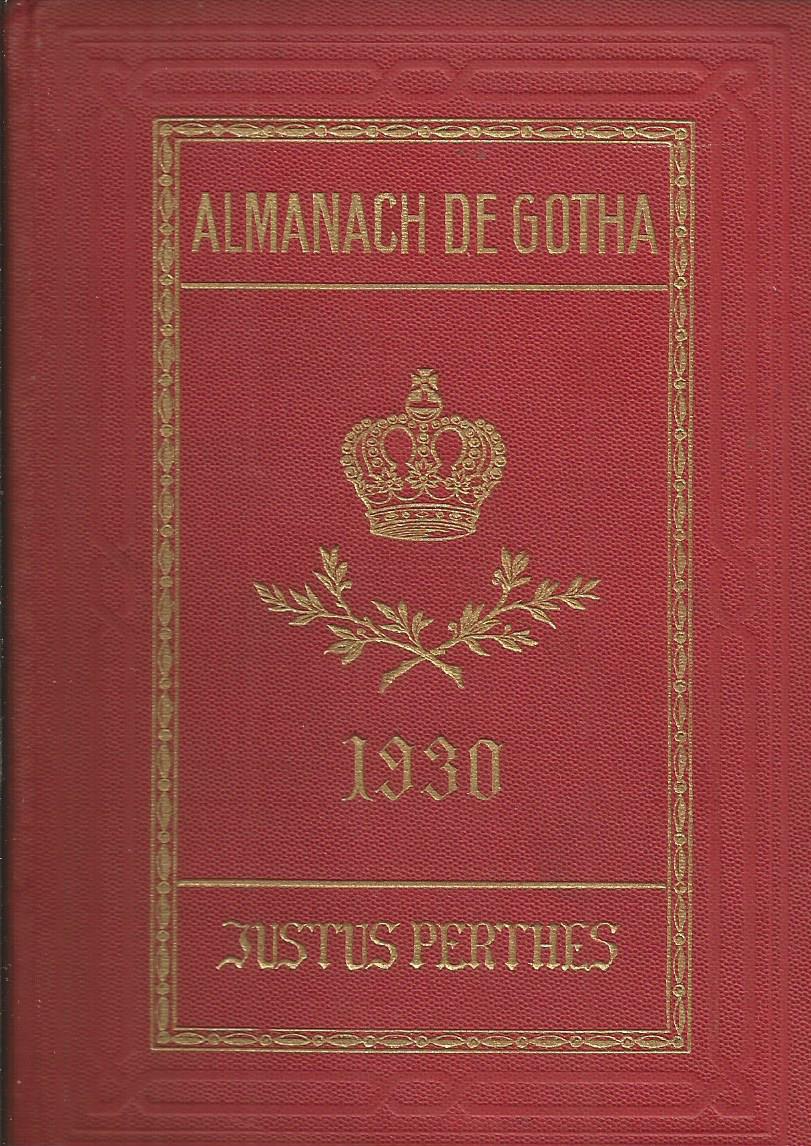 ALMANACH DE GOTHA
1930
JUSTUS PERTHES